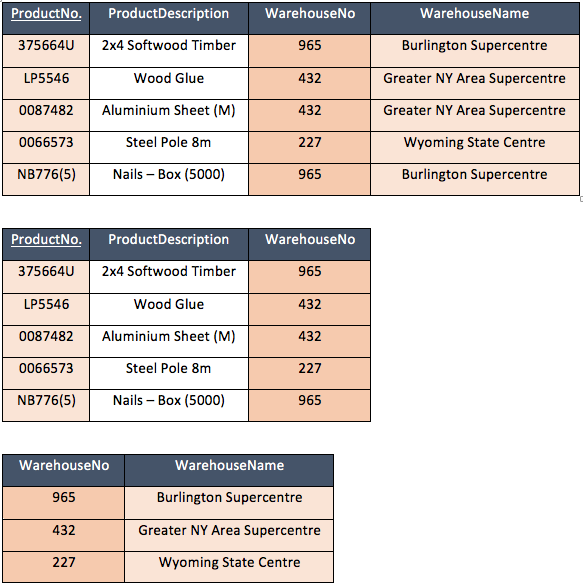 ProductNo. ProductDescription WarehouseNo WarehouseName
375664U 2x4 Softwood Timber 965 Burlington Supercentre
LP5546 Wood Glue 432 Greater NY Area Supercentre
0087482 Aluminium Sheet (M) 432 Greater NY Area Supercentre
0066573 Steel Pole 8m 227 Wyoming State Centre
NB776(5) Nails – Box (5000) 965 Burlington Supercentre
ProductNo. ProductDescription WarehouseNo
375664U 2x4 Softwood Timber 965
LP5546 Wood Glue 432
0087482 Aluminium Sheet (M) 432
0066573 Steel Pole 8m 227
NB776(5) Nails – Box (5000) 965
WarehouseNo WarehouseName
965 Burlington Supercentre
432 Greater NY Area Supercentre
227 Wyoming State Centre